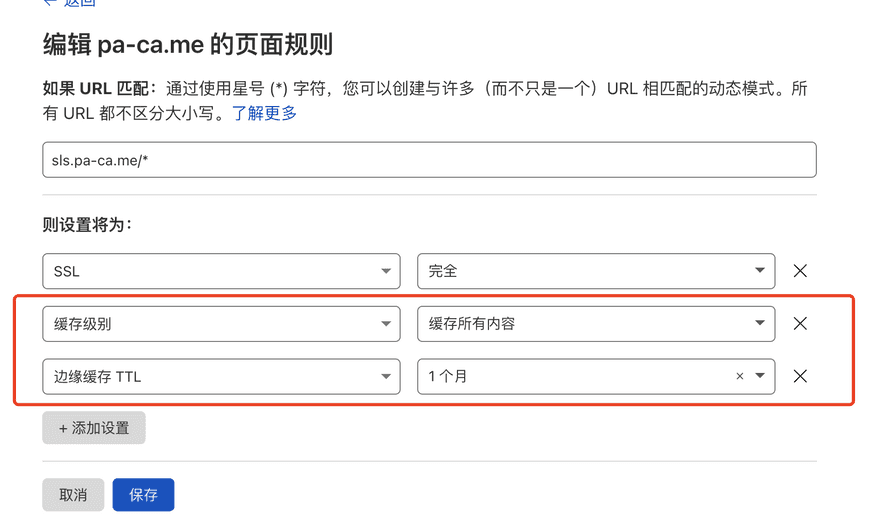 ← 返回
编辑 pa-ca.me 的页面规则
如果 URL 匹配：通过使用星号 (*) 字符，您可以创建与许多（而不只是一个）URL 相匹配的动态模式。所
有 URL 都不区分大小写。了解更多
sls.pa-ca.me/*
则设置将为：
SSL 完全
缓存级别 缓存所有内容
边缘缓存 TTL 1 个月
+ 添加设置
取消 保存